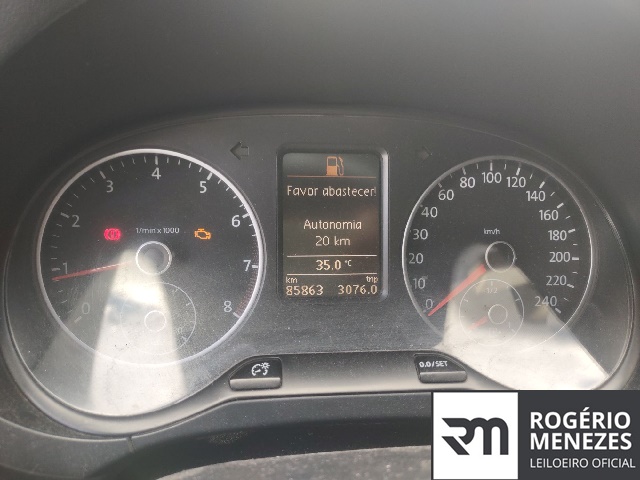 Favor abastecer!
Autonomia
20 km
35.0 °C
km trip
85863 3076.0
1/min x 1000
0 1 2 3 4 5 6 7 8
km/h
0 10 20 30 40 60 80 100 120 140 160 180 200 220 240
1/2
0.0/SET
RM
ROGÉRIO
MENEZES
LEILOEIRO OFICIAL